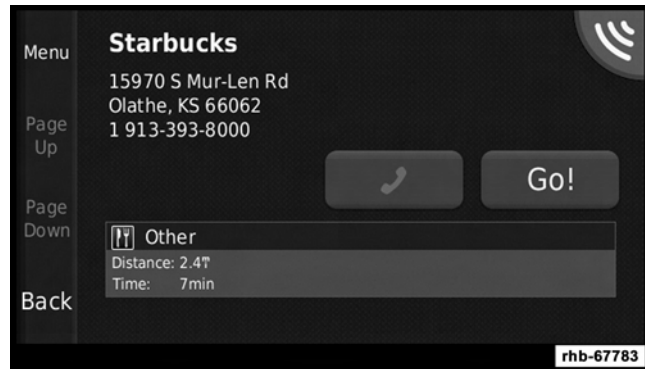 Menu
Page
Up
Page
Down
Back
Starbucks
15970 S Mur-Len Rd
Olathe, KS 66062
1 913-393-8000
Go!
Other
Distance: 2.4
Time: 7min
rhb-67783